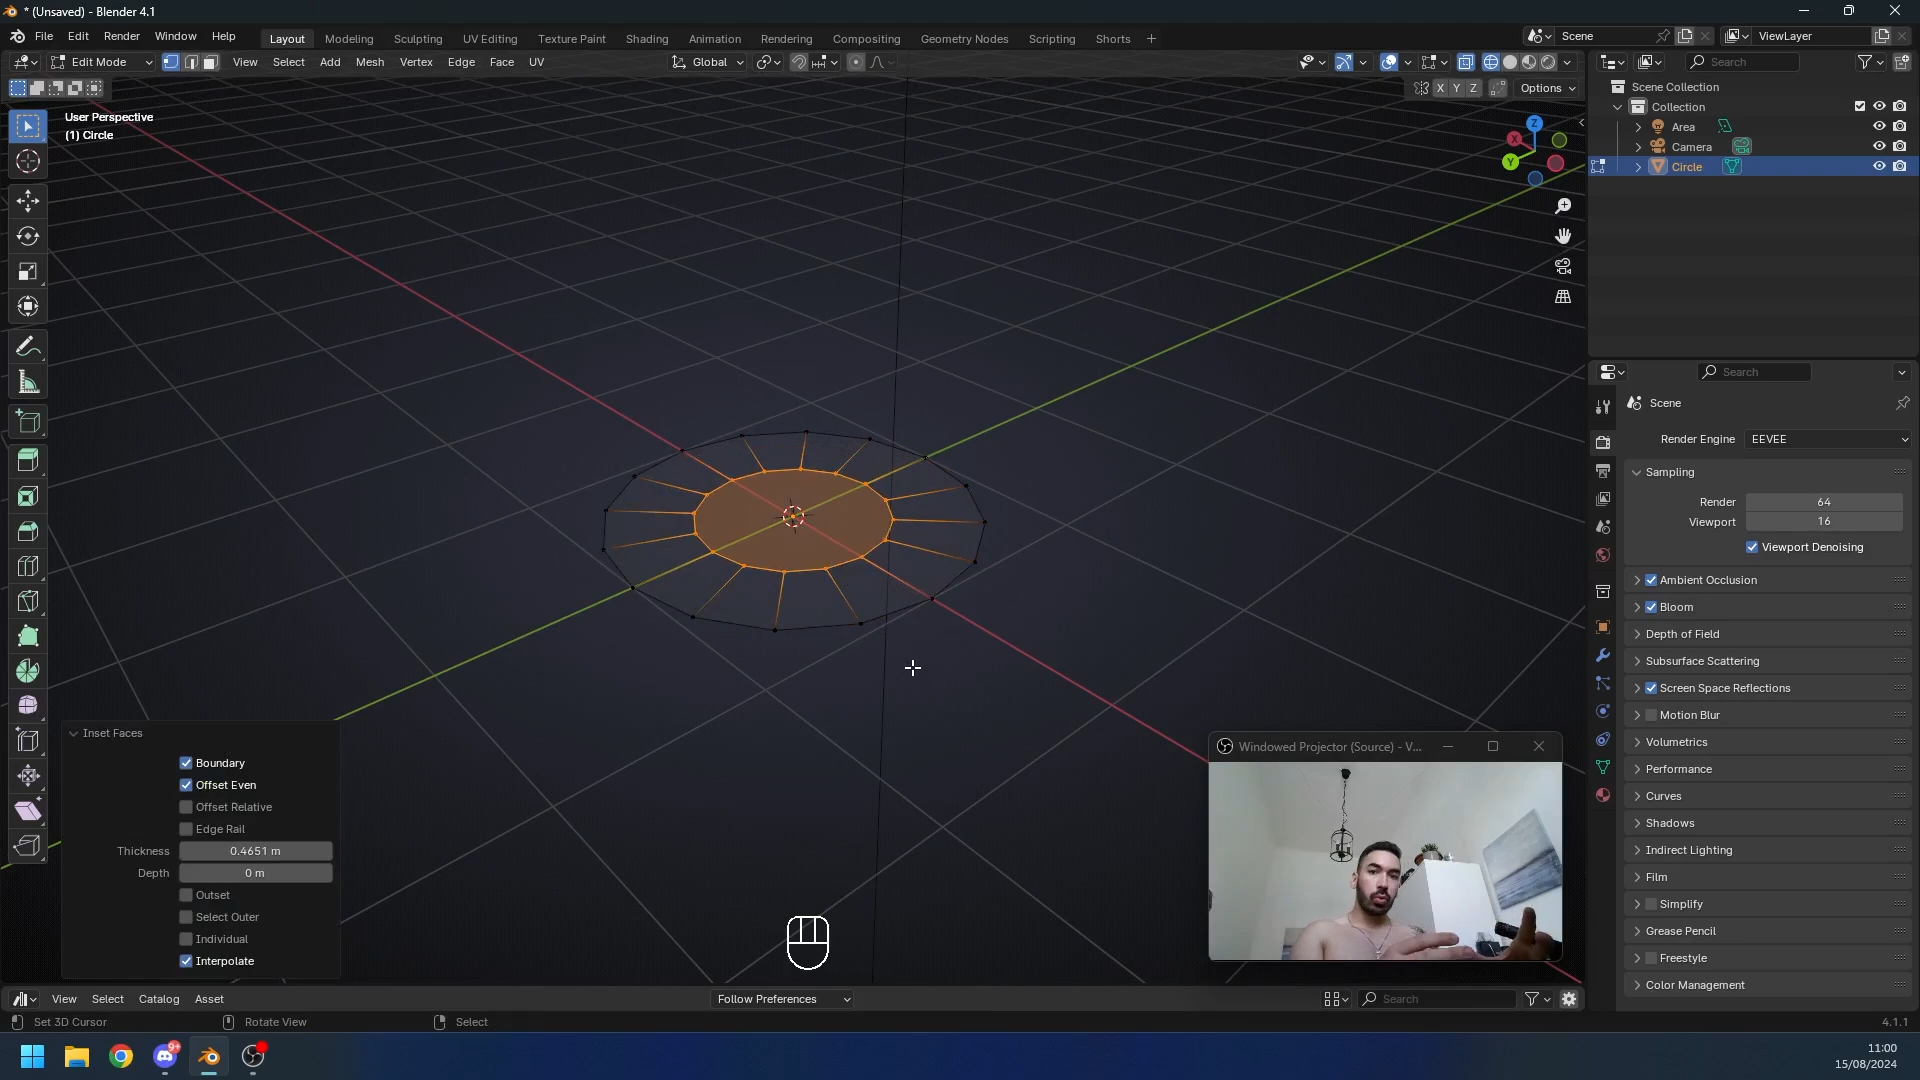 * (Unsaved) - Blender 4.1
File Edit Render Window Help
Layout Modeling Sculpting UV Editing Texture Paint Shading Animation Rendering Compositing Geometry Nodes Scripting Shorts +
Scene
ViewLayer
Edit Mode View Select Add Mesh Vertex Edge Face UV
Global
Search
X Y Z Options
User Perspective
(1) Circle
Z
X
Y
Scene Collection
Collection
Area
Camera
Circle
Search
Scene
Render Engine EEVEE
Sampling
Render 64
Viewport 16
Viewport Denoising
Ambient Occlusion
Bloom
Depth of Field
Subsurface Scattering
Screen Space Reflections
Motion Blur
Volumetrics
Performance
Curves
Shadows
Indirect Lighting
Film
Simplify
Grease Pencil
Freestyle
Color Management
Inset Faces
Boundary
Offset Even
Offset Relative
Edge Rail
Thickness 0.4651 m
Depth 0 m
Outset
Select Outer
Individual
Interpolate
Windowed Projector (Source) - V...
View Select Catalog Asset
Follow Preferences
Search
Set 3D Cursor Rotate View Select
4.1.1
9+
11:00
15/08/2024